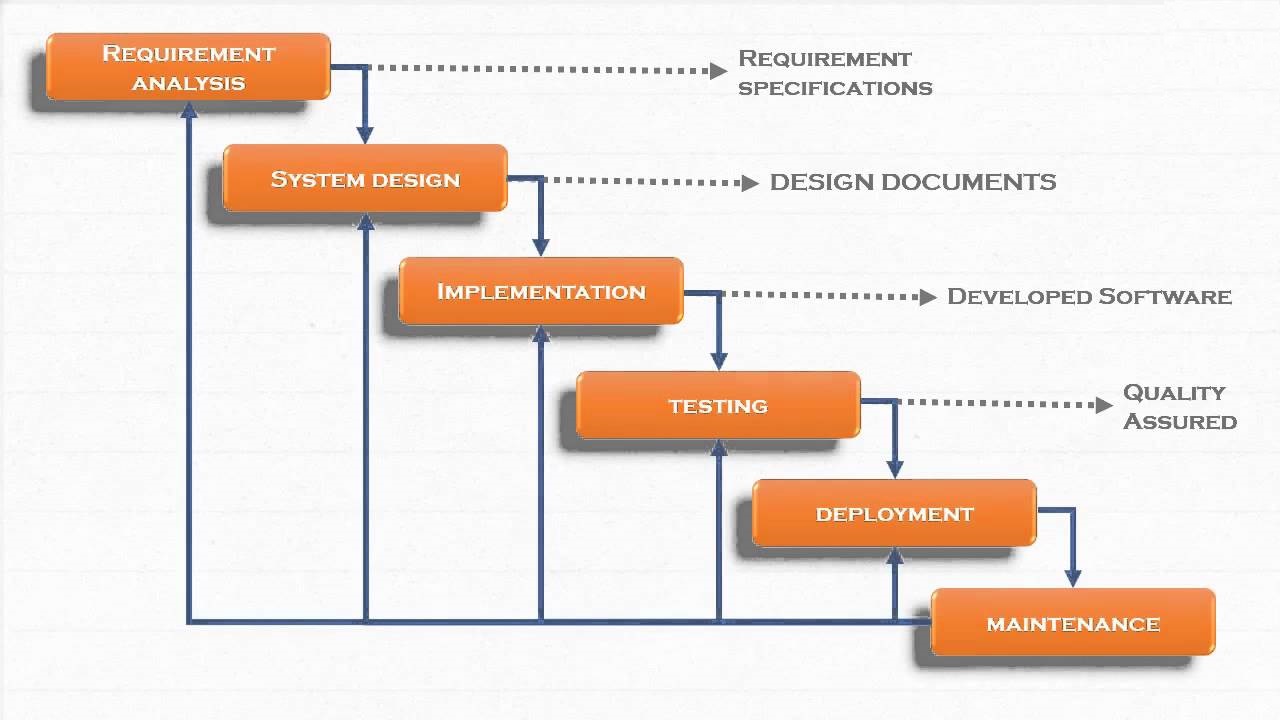 Requirement
analysis
Requirement
specifications
System design
DESIGN DOCUMENTS
Implementation
Developed Software
Quality
Assured
testing
deployment
maintenance